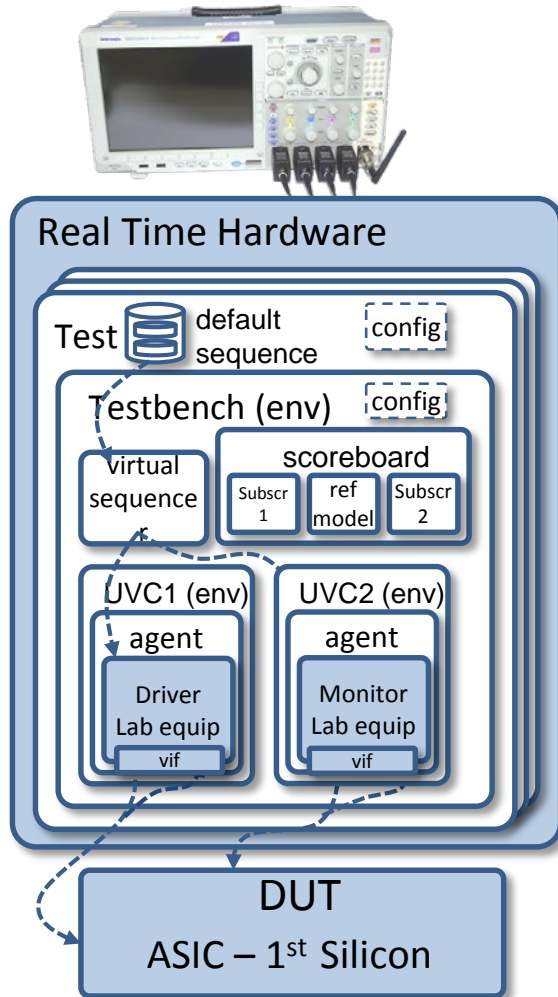 Tektronix
Real Time Hardware
Test
default
sequence
config
Testbench (env)
config
virtual
sequence
r
scoreboard
Subscr
1
ref
model
Subscr
2
UVC1 (env)
UVC2 (env)
agent
agent
Driver
Lab equip
vif
Monitor
Lab equip
vif
DUT
ASIC – 1st Silicon